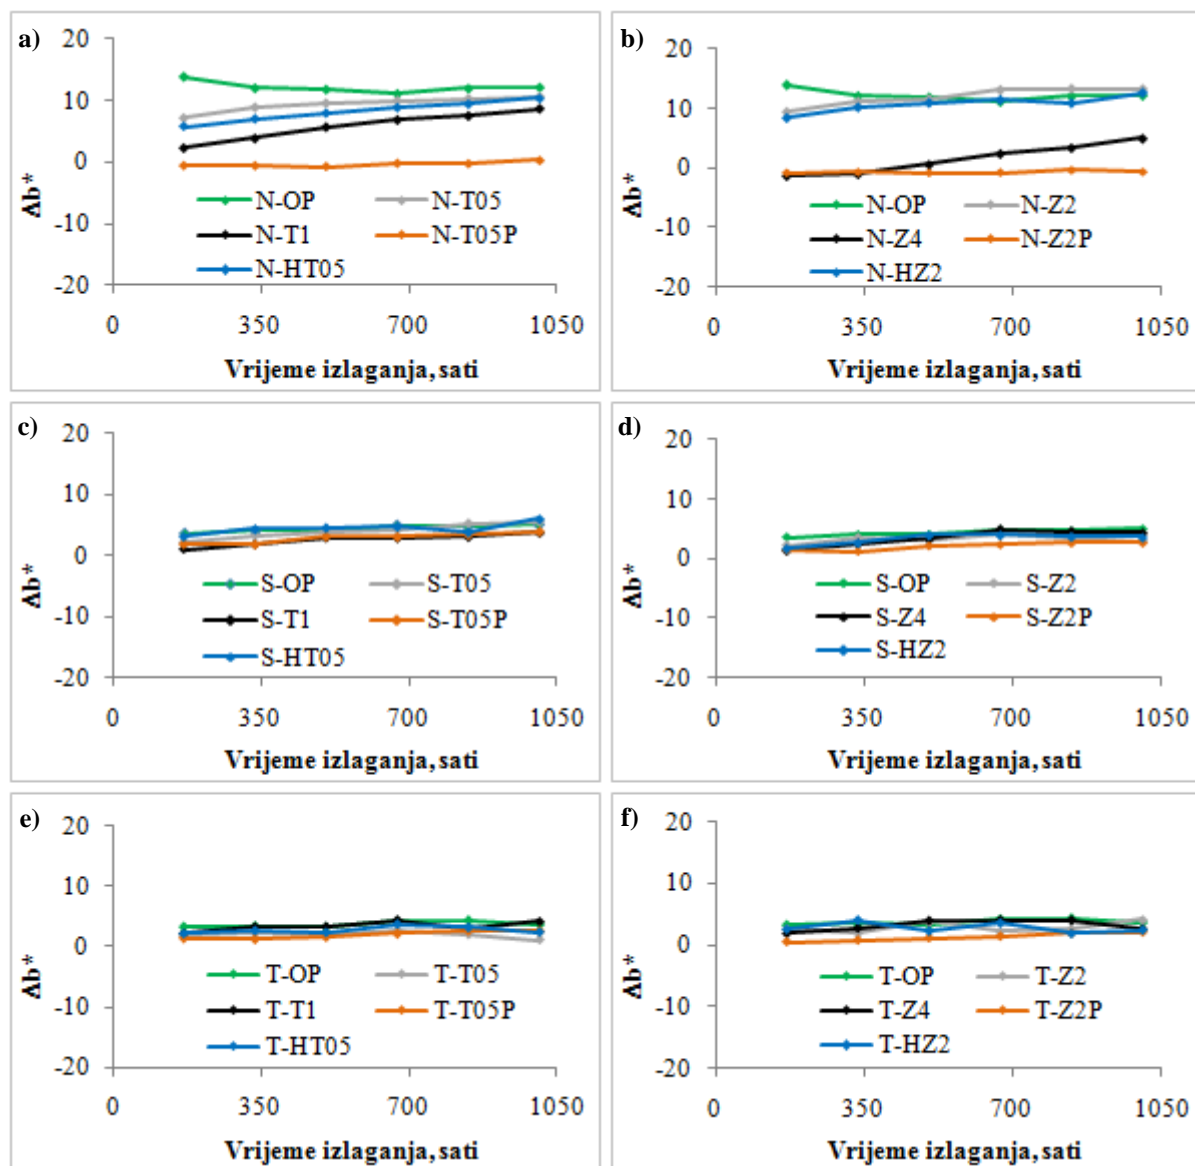 a)
20
10
0
-10
-20
Δb*
N-OP N-T05
N-T1 N-T05P
N-HT05
0 350 700 1050
Vrijeme izlaganja, sati
b)
20
10
0
-10
-20
Δb*
N-OP N-Z2
N-Z4 N-Z2P
N-HZ2
0 350 700 1050
Vrijeme izlaganja, sati
c)
20
10
0
-10
-20
Δb*
S-OP S-T05
S-T1 S-T05P
S-HT05
0 350 700 1050
Vrijeme izlaganja, sati
d)
20
10
0
-10
-20
Δb*
S-OP S-Z2
S-Z4 S-Z2P
S-HZ2
0 350 700 1050
Vrijeme izlaganja, sati
e)
20
10
0
-10
-20
Δb*
T-OP T-T05
T-T1 T-T05P
T-HT05
0 350 700 1050
Vrijeme izlaganja, sati
f)
20
10
0
-10
-20
Δb*
T-OP T-Z2
T-Z4 T-Z2P
T-HZ2
0 350 700 1050
Vrijeme izlaganja, sati